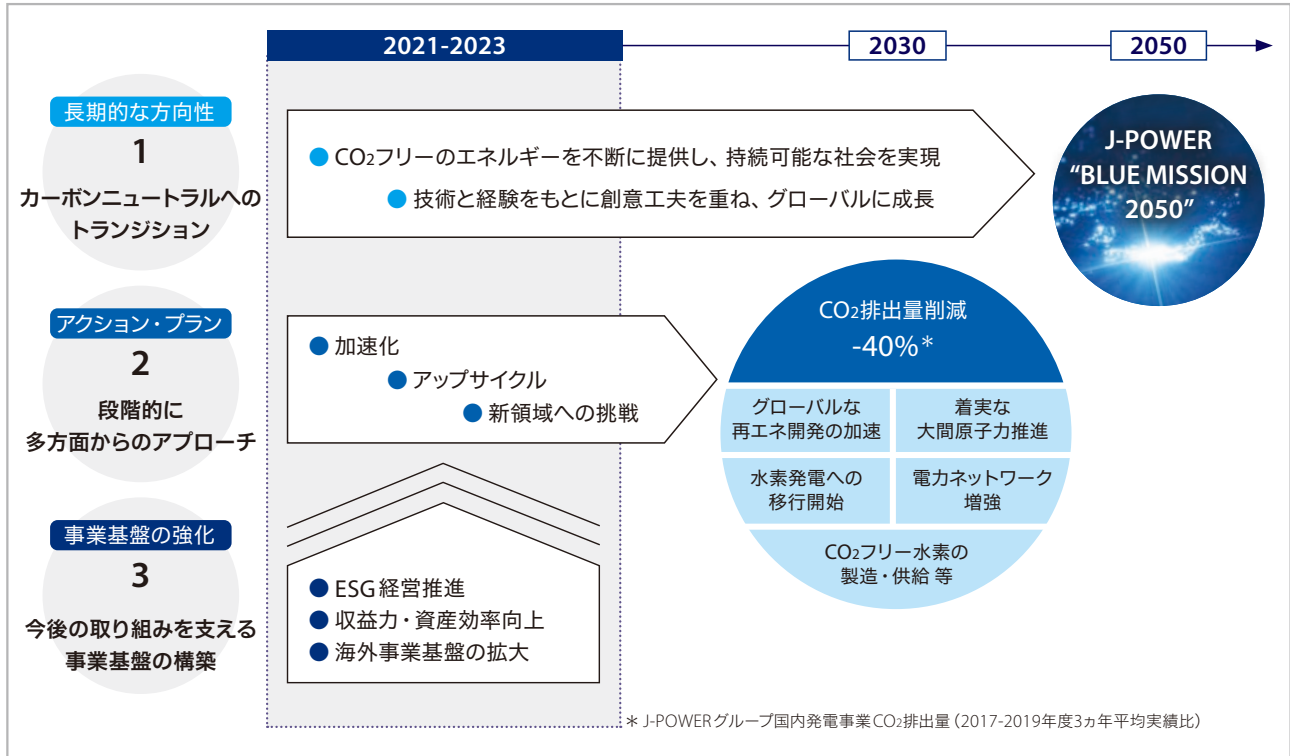 2021-2023
2030
2050
長期的な方向性
1
カーボンニュートラルへの
トランジション
● CO₂フリーのエネルギーを不断に提供し、持続可能な社会を実現
● 技術と経験をもとに創意工夫を重ね、グローバルに成長
J-POWER
“BLUE MISSION
2050”
アクション・プラン
2
段階的に
多方面からのアプローチ
● 加速化
● アップサイクル
● 新領域への挑戦
CO₂排出量削減
-40%*
グローバルな
再エネ開発の加速
着実な
大間原子力推進
水素発電への
移行開始
電力ネットワーク
増強
CO₂フリー水素の
製造・供給 等
事業基盤の強化
3
今後の取り組みを支える
事業基盤の構築
● ESG 経営推進
● 収益力・資産効率向上
● 海外事業基盤の拡大
* J-POWERグループ国内発電事業CO₂排出量（2017-2019年度3ヵ年平均実績比）